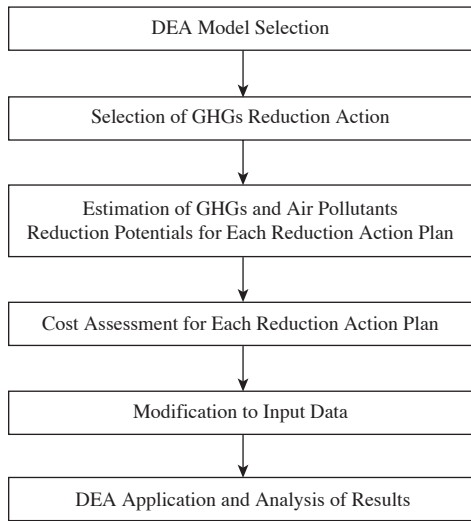 DEA Model Selection
Selection of GHGs Reduction Action
Estimation of GHGs and Air Pollutants
Reduction Potentials for Each Reduction Action Plan
Cost Assessment for Each Reduction Action Plan
Modification to Input Data
DEA Application and Analysis of Results